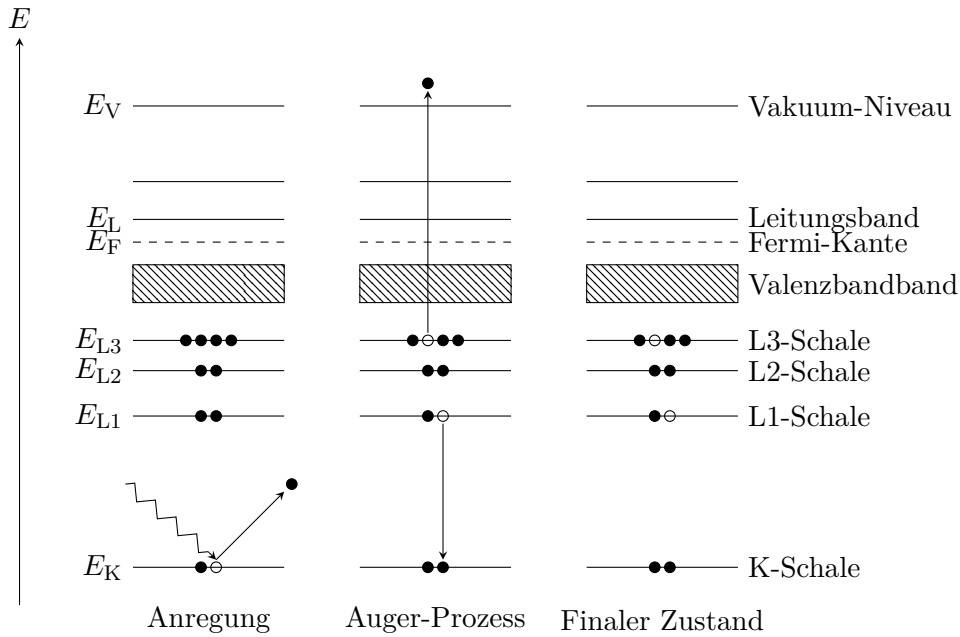 E
E_V Vakuum-Niveau
E_L Leitungsband
E_F Fermi-Kante
Valenzbandband
E_L3 L3-Schale
E_L2 L2-Schale
E_L1 L1-Schale
E_K K-Schale
Anregung Auger-Prozess Finaler Zustand